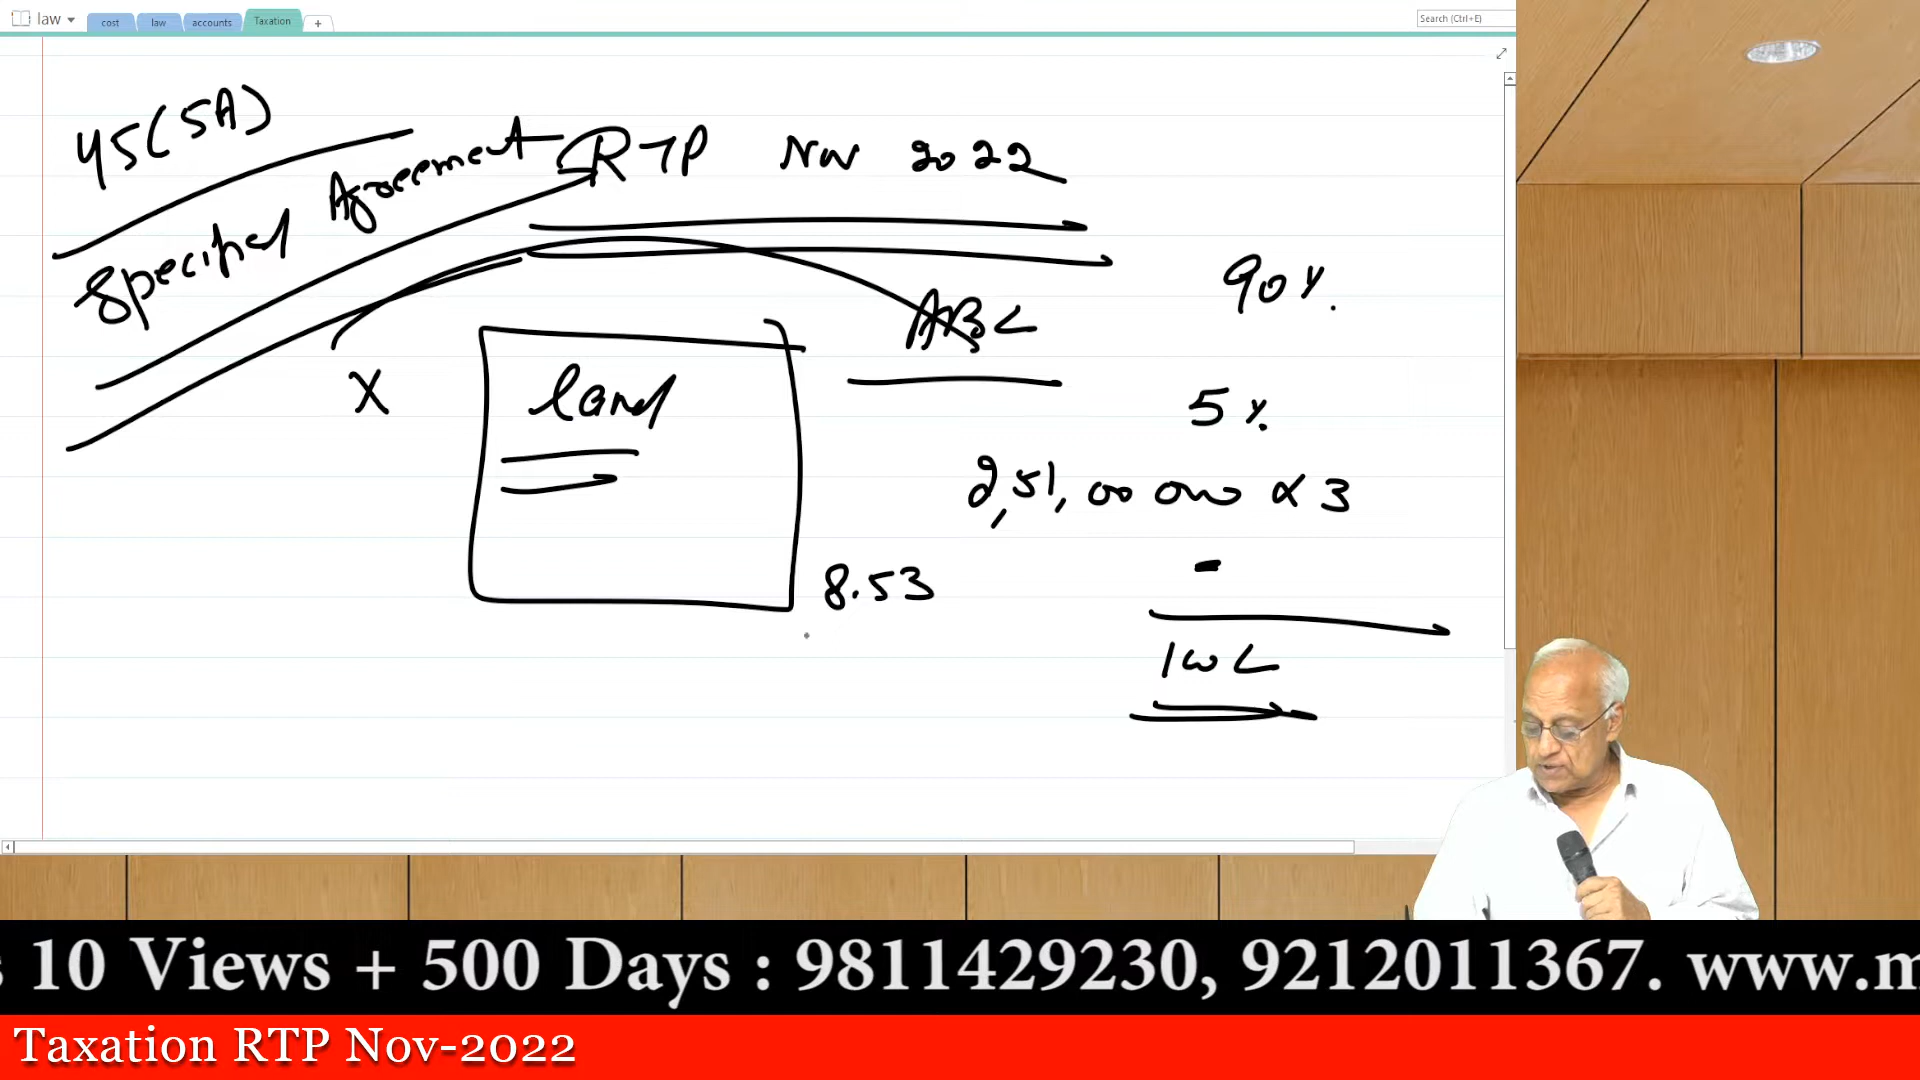 law
cost law accounts Taxation +
Search (Ctrl+E)
45(5A)
Specified Agreement
RTP Nov 2022
90%.
ABC
X
land
5%.
2,51,00 000 x 3
8.53
-
100 L
s 10 Views + 500 Days : 9811429230, 9212011367. www.m
Taxation RTP Nov-2022